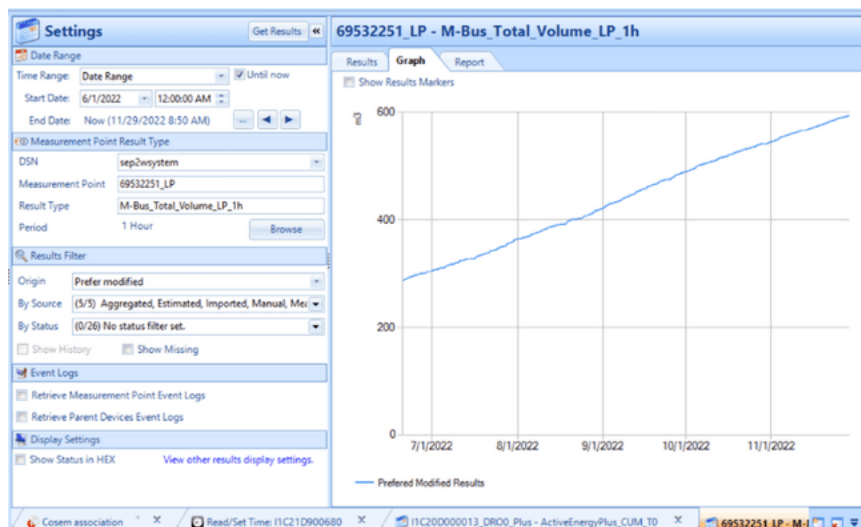 Settings
Get Results «
Date Range
Time Range: Date Range Until now
Start Date: 6/1/2022 12:00:00 AM
End Date: Now (11/29/2022 8:50 AM) ...
Measurement Point Result Type
DSN sep2wsystem
Measurement Point 69532251_LP
Result Type M-Bus_Total_Volume_LP_1h
Period 1 Hour Browse
Results Filter
Origin Prefer modified
By Source (5/5) Aggregated, Estimated, Imported, Manual, Mea
By Status (0/26) No status filter set.
Show History Show Missing
Event Logs
Retrieve Measurement Point Event Logs
Retrieve Parent Devices Event Logs
Display Settings
Show Status in HEX View other results display settings.
69532251_LP - M-Bus_Total_Volume_LP_1h
Results Graph Report
Show Results Markers
m3
600
400
200
0
7/1/2022 8/1/2022 9/1/2022 10/1/2022 11/1/2022
Prefered Modified Results
Cosem association ' X Read/Set Time: I1C21D900680 X I1C20D000013_DRO0_Plus - ActiveEnergyPlus_CUM_T0 X 69532251_LP - M-I